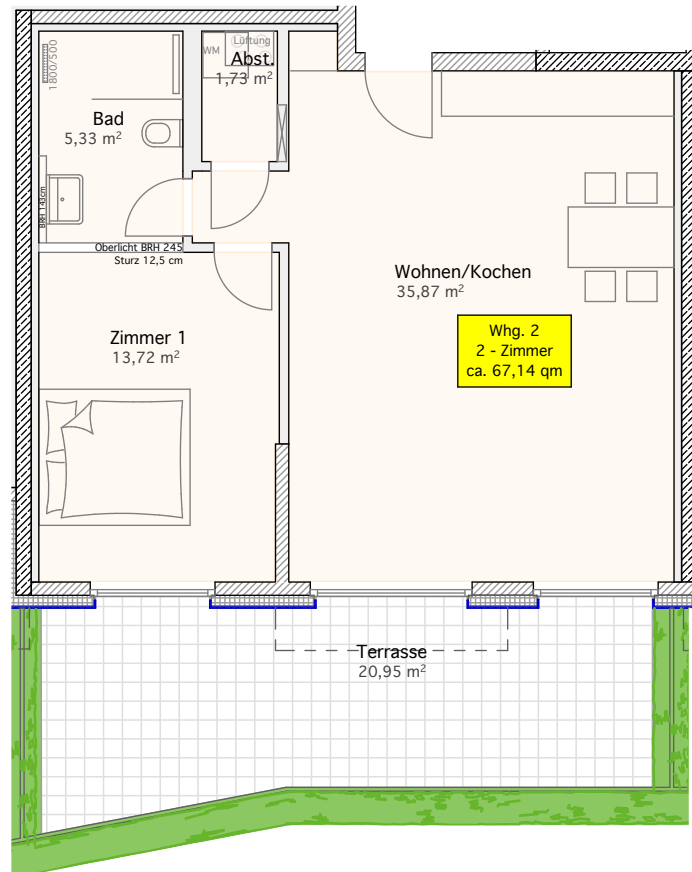 Lüftung
WM
Abst.
1,73 m²
1800/500
Bad
5,33 m²
BRH 143cm
Oberlicht BRH 245
Sturz 12,5 cm
Wohnen/Kochen
35,87 m²
Whg. 2
2 - Zimmer
ca. 67,14 qm
Zimmer 1
13,72 m²
Terrasse
20,95 m²